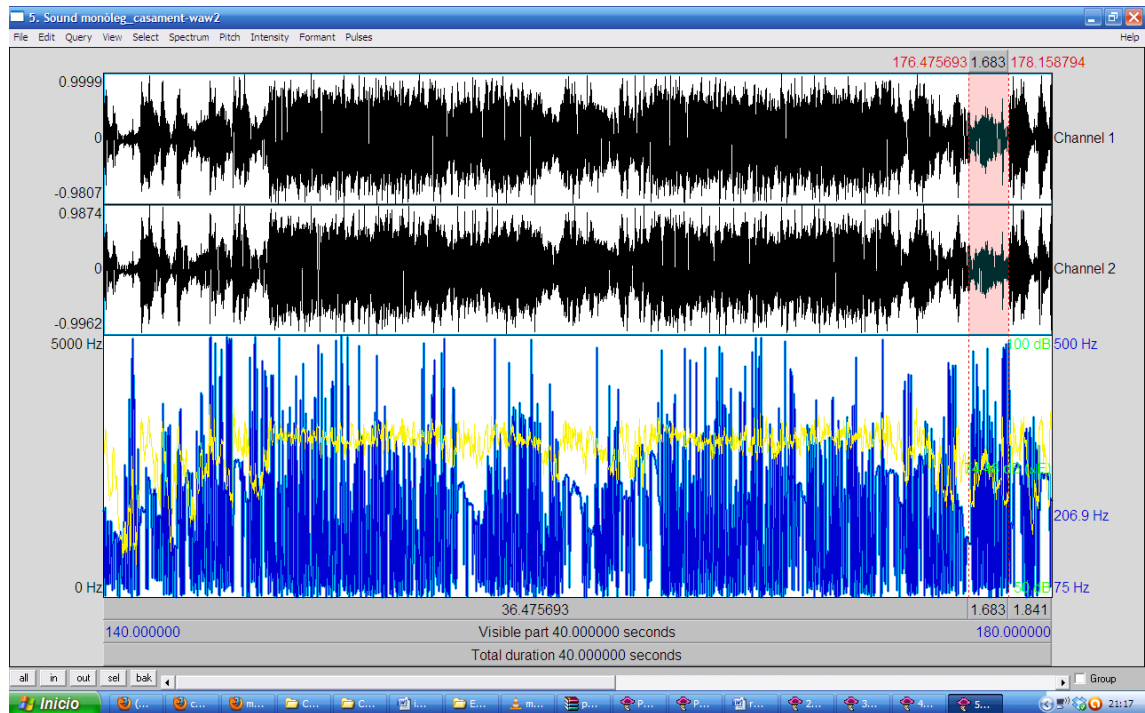 5. Sound monòleg_casament-waw2
File Edit Query View Select Spectrum Pitch Intensity Formant Pulses Help
176.475693 1.683 178.158794
0.9999
0
-0.9807
Channel 1
0.9874
0
-0.9962
Channel 2
5000 Hz
100 dB 500 Hz
206.9 Hz
0 Hz
50 dB 75 Hz
36.475693 1.683 1.841
140.000000 Visible part 40.000000 seconds 180.000000
Total duration 40.000000 seconds
all in out sel bak Group
Inicio (... c... m... C... C... i... E... m... p... P... P... r... 2... 3... 4... 5... 21:17